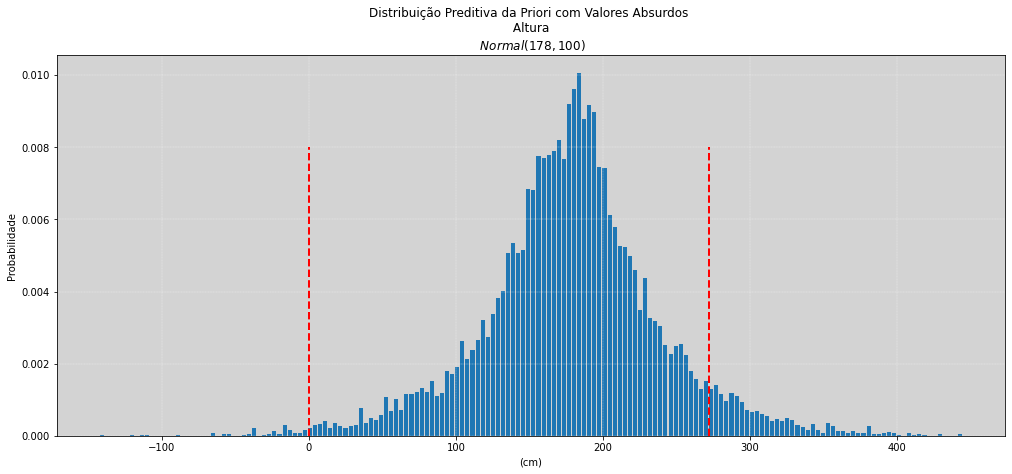 Distribuição Preditiva da Priori com Valores Absurdos
Altura
Normal(178, 100)
0.010
0.008
0.006
0.004
0.002
0.000
Probabilidade
−100
0
100
200
300
400
(cm)